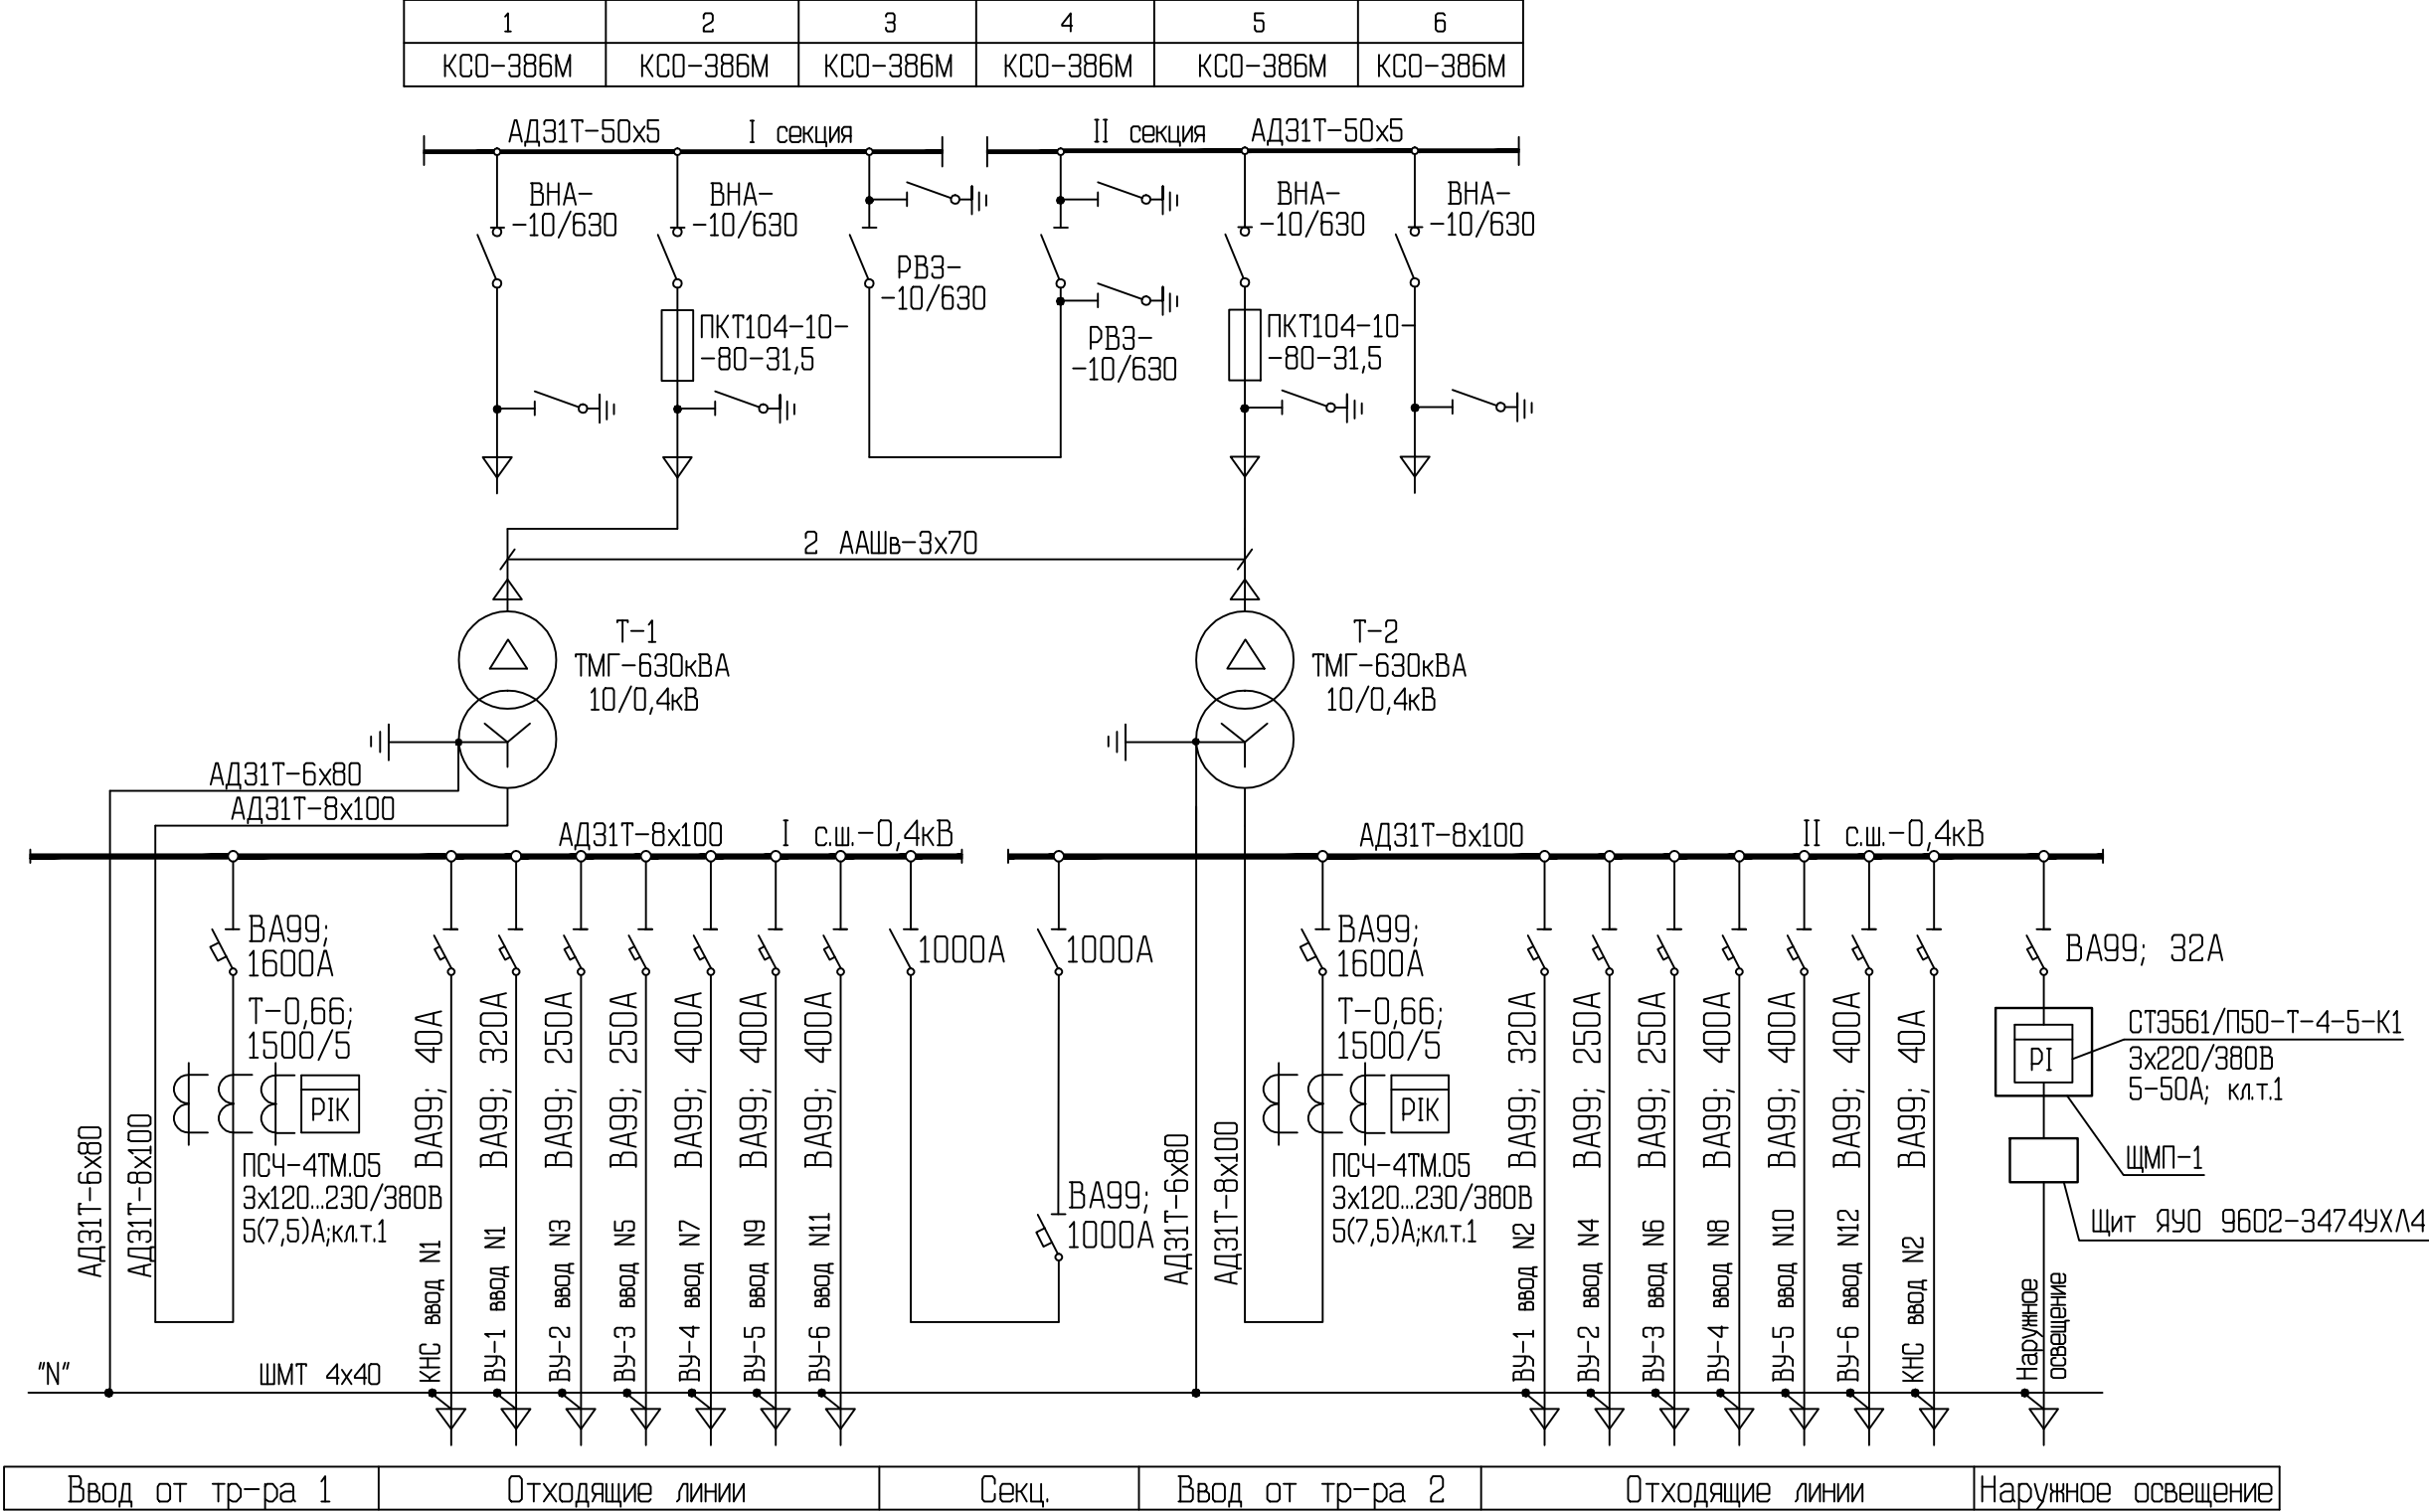 1 2 3 4 5 6
КСО-386М КСО-386М КСО-386М КСО-386М КСО-386М КСО-386М
АД31Т-50х5 I секция
II секция АД31Т-50х5
ВНА-
-10/630
ВНА-
-10/630
РВЗ-
-10/630
РВЗ-
-10/630
ВНА-
-10/630
ВНА-
-10/630
ПКТ104-10-
-80-31,5
ПКТ104-10-
-80-31,5
2 ААШв-3х70
Т-1
ТМГ-630кВА
10/0,4кВ
Т-2
ТМГ-630кВА
10/0,4кВ
АД31Т-6х80
АД31Т-8х100
АД31Т-8х100 I с.ш.-0,4кВ
АД31Т-8х100 II с.ш.-0,4кВ
ВА99;
1600А
Т-0,66;
1500/5
PIK
ПСЧ-4ТМ.05
3х120...230/380В
5(7,5)А;кл.т.1
АД31Т-6х80
АД31Т-8х100
КНС ввод N1 ВА99; 40А
ВУ-1 ввод N1 ВА99; 320А
ВУ-2 ввод N3 ВА99; 250А
ВУ-3 ввод N5 ВА99; 250А
ВУ-4 ввод N7 ВА99; 400А
ВУ-5 ввод N9 ВА99; 400А
ВУ-6 ввод N11 ВА99; 400А
1000А
1000А
ВА99;
1000А
АД31Т-6х80
АД31Т-8х100
ВА99;
1600А
Т-0,66;
1500/5
PIK
ПСЧ-4ТМ.05
3х120...230/380В
5(7,5)А;кл.т.1
ВУ-1 ввод N2 ВА99; 320А
ВУ-2 ввод N4 ВА99; 250А
ВУ-3 ввод N6 ВА99; 250А
ВУ-4 ввод N8 ВА99; 400А
ВУ-5 ввод N10 ВА99; 400А
ВУ-6 ввод N12 ВА99; 400А
КНС ввод N2 ВА99; 40А
ВА99; 32А
PI
СТЭ561/П50-Т-4-5-К1
3х220/380В
5-50А; кл.т.1
ЩМП-1
Щит ЯУО 9602-3474УХЛ4
Наружное
освещение
"N" ШМТ 4х40
Ввод от тр-ра 1 Отходящие линии Секц. Ввод от тр-ра 2 Отходящие линии Наружное освещение